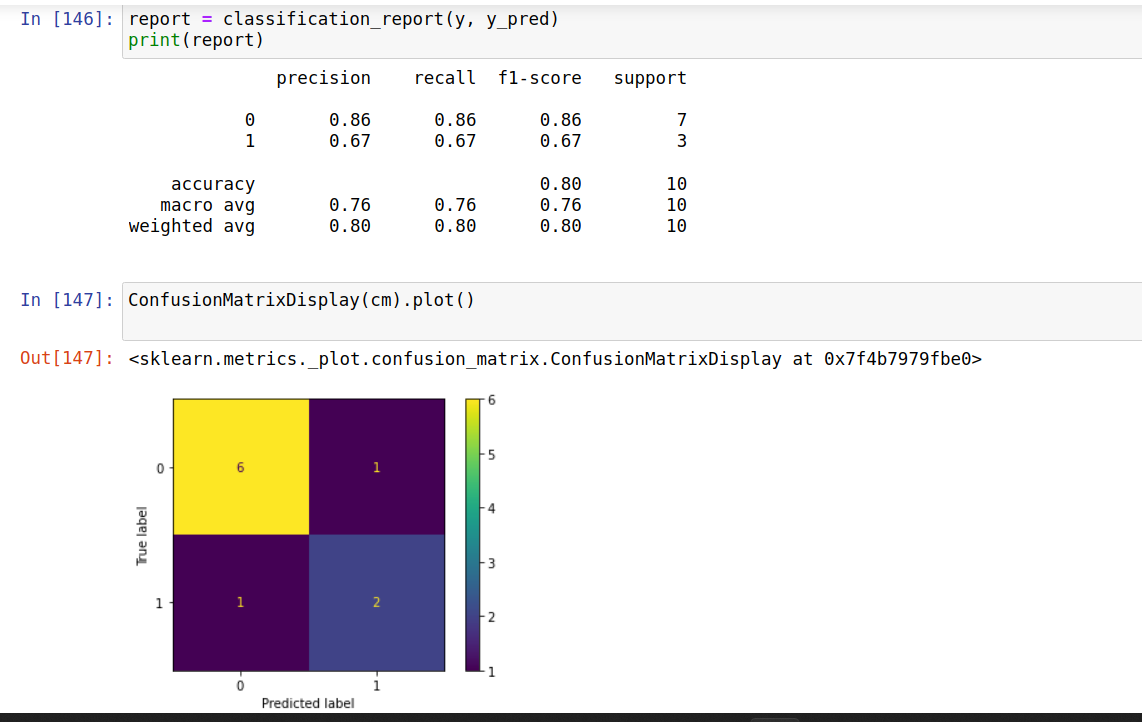 In [146]: report = classification_report(y, y_pred)
print(report)
precision recall f1-score support
0 0.86 0.86 0.86 7
1 0.67 0.67 0.67 3
accuracy 0.80 10
macro avg 0.76 0.76 0.76 10
weighted avg 0.80 0.80 0.80 10
In [147]: ConfusionMatrixDisplay(cm).plot()
Out[147]: <sklearn.metrics._plot.confusion_matrix.ConfusionMatrixDisplay at 0x7f4b7979fbe0>
6
5
4
3
2
1
True label
0
1
6 1
1 2
0 1
Predicted label